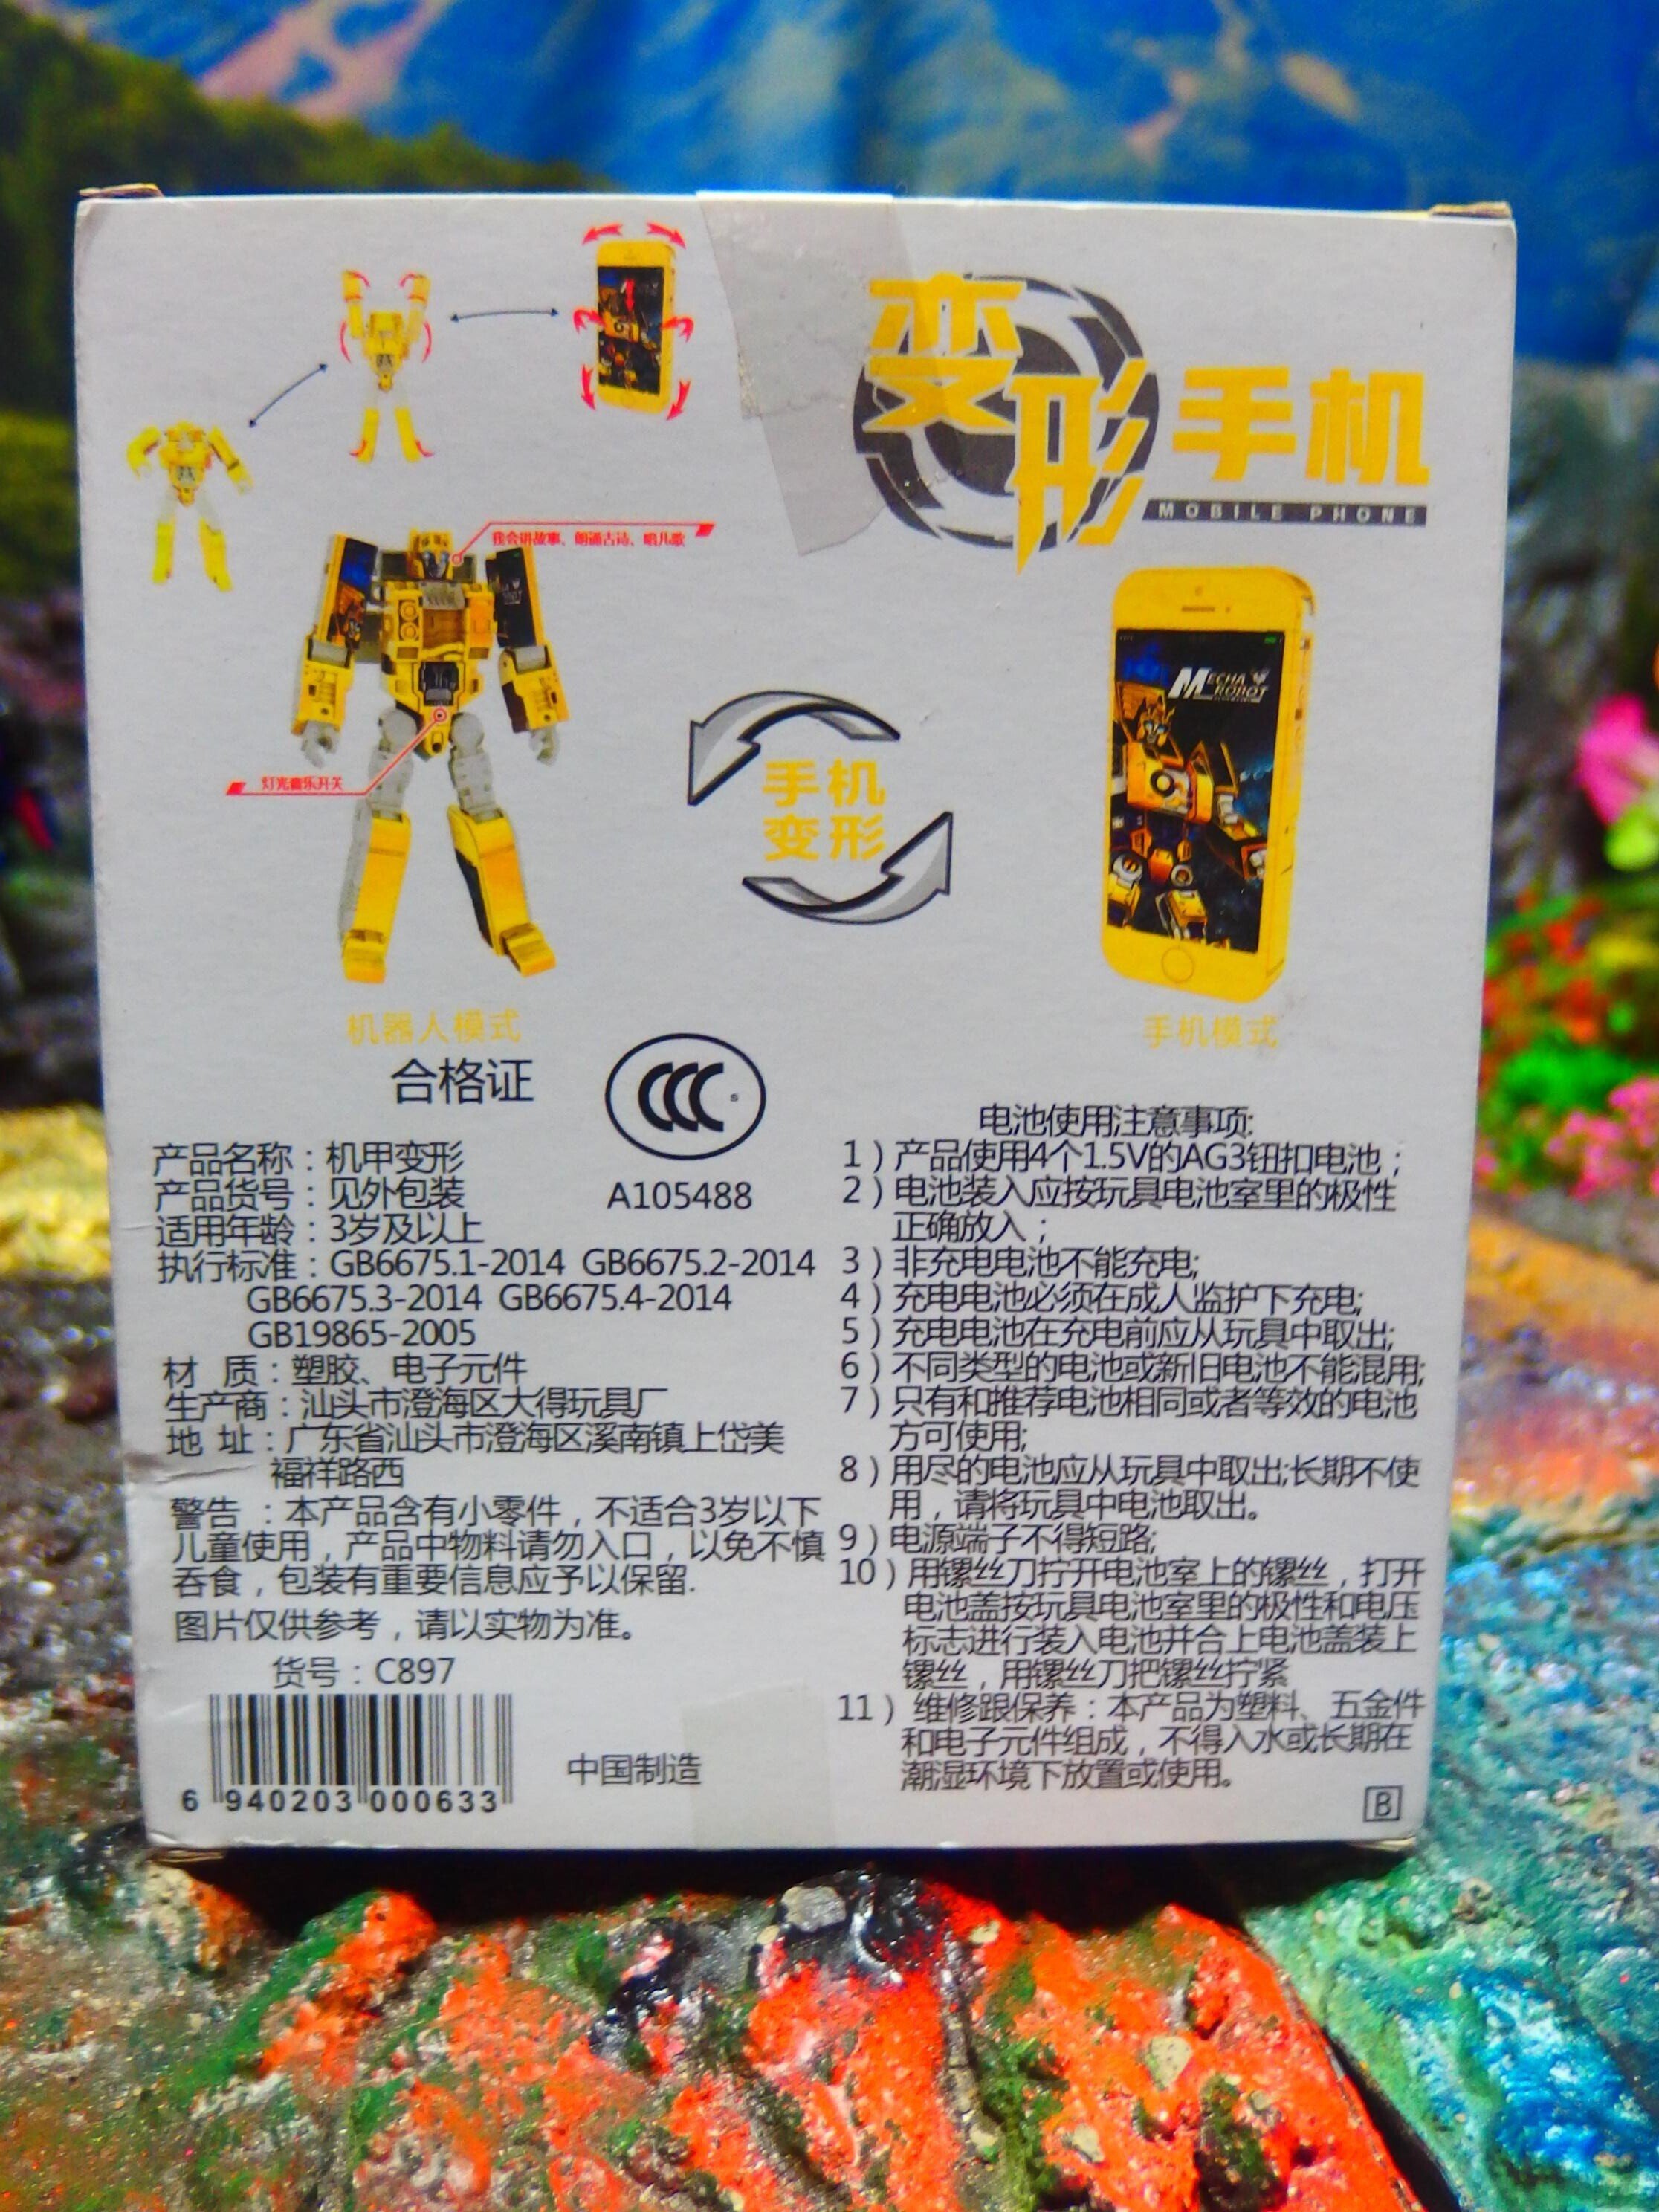 变形手机
MOBILE PHONE
我会讲故事、朗诵古诗、唱儿歌
灯光音乐开关
手机
变形
MECHA
ROBOT
机器人模式
手机模式
合格证
CCC
S
A105488
产品名称：机甲变形
产品货号：见外包装
适用年龄：3岁及以上
执行标准：GB6675.1-2014 GB6675.2-2014
GB6675.3-2014 GB6675.4-2014
GB19865-2005
材 质：塑胶、电子元件
生产商：汕头市澄海区大得玩具厂
地 址：广东省汕头市澄海区溪南镇上岱美
福祥路西
警告：本产品含有小零件，不适合3岁以下
儿童使用，产品中物料请勿入口，以免不慎
吞食，包装有重要信息应予以保留.
图片仅供参考，请以实物为准。
货号：C897
6 940203 000633
中国制造
电池使用注意事项:
1）产品使用4个1.5V的AG3钮扣电池；
2）电池装入应按玩具电池室里的极性
正确放入；
3）非充电电池不能充电;
4）充电电池必须在成人监护下充电;
5）充电电池在充电前应从玩具中取出;
6）不同类型的电池或新旧电池不能混用;
7）只有和推荐电池相同或者等效的电池
方可使用;
8）用尽的电池应从玩具中取出;长期不使
用，请将玩具中电池取出。
9）电源端子不得短路;
10）用镙丝刀拧开电池室上的镙丝，打开
电池盖按玩具电池室里的极性和电压
标志进行装入电池并合上电池盖装上
镙丝，用镙丝刀把镙丝拧紧
11） 维修跟保养：本产品为塑料、五金件
和电子元件组成，不得入水或长期在
潮湿环境下放置或使用。
B